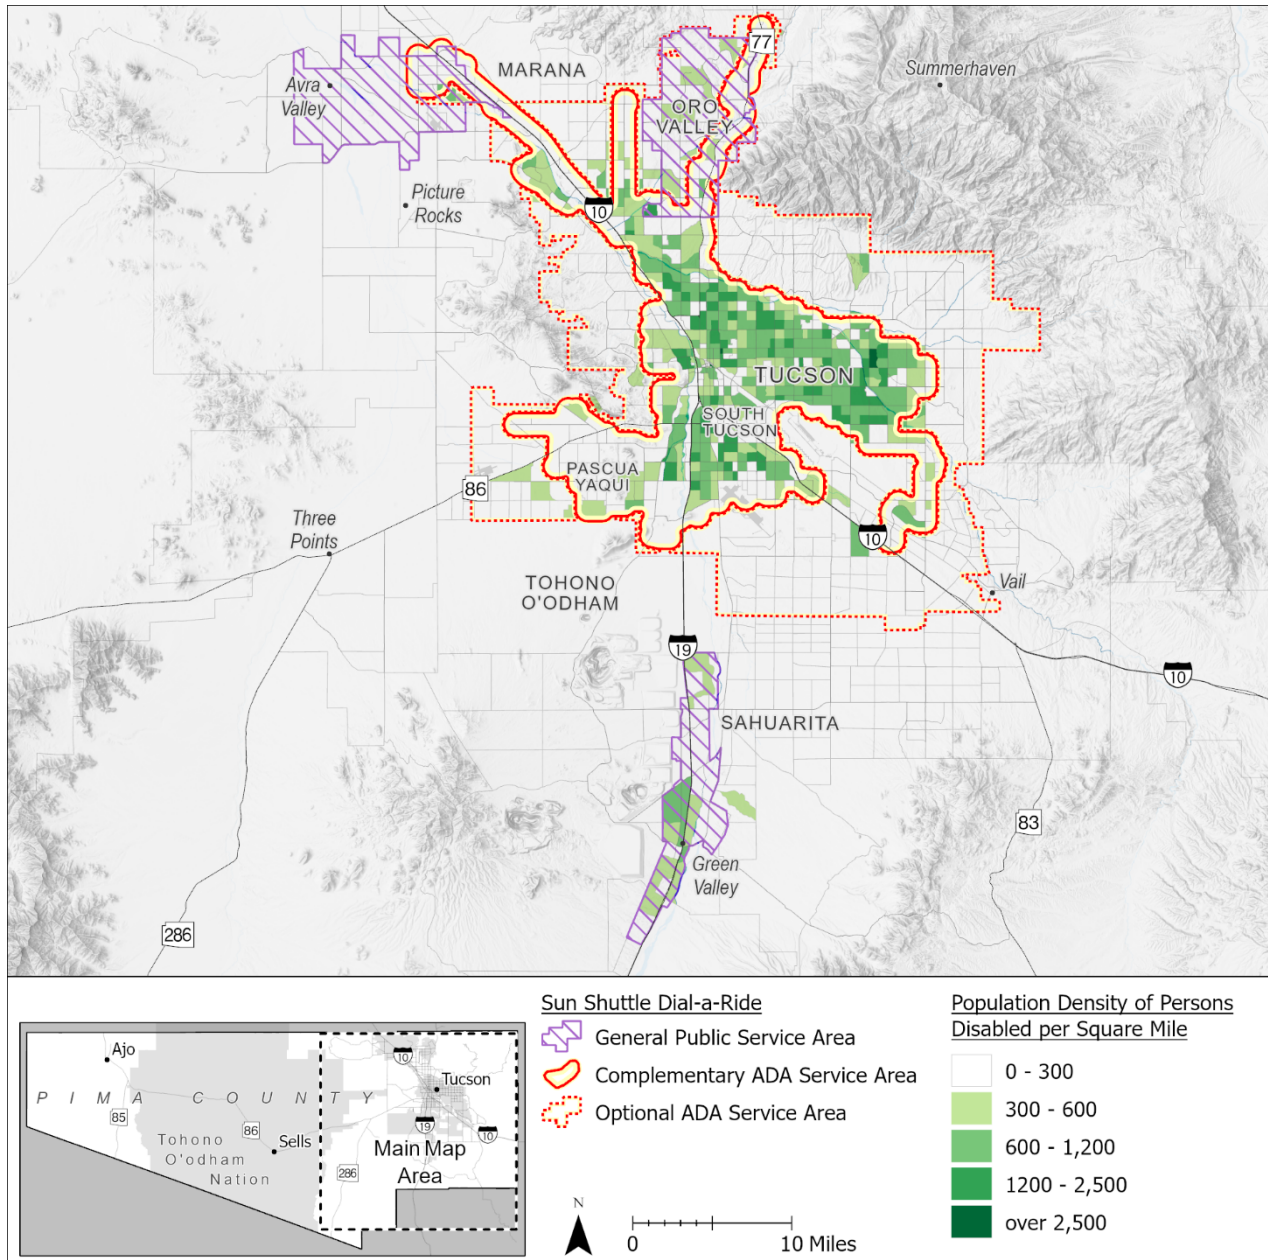 77
MARANA
Summerhaven
Avra
Valley
ORO
VALLEY
Picture
Rocks
10
TUCSON
SOUTH
TUCSON
PASCUA
YAQUI
86
Three
Points
10
TOHONO
O'ODHAM
Vail
19
10
SAHUARITA
83
Green
Valley
286
Sun Shuttle Dial-a-Ride
General Public Service Area
Complementary ADA Service Area
Optional ADA Service Area
Population Density of Persons
Disabled per Square Mile
0 - 300
300 - 600
600 - 1,200
1200 - 2,500
over 2,500
Ajo
10
Tucson
PIMA COUNTY
85
86
19
10
Sells
Main Map
Area
Tohono
O'odham
Nation
286
N
0 10 Miles